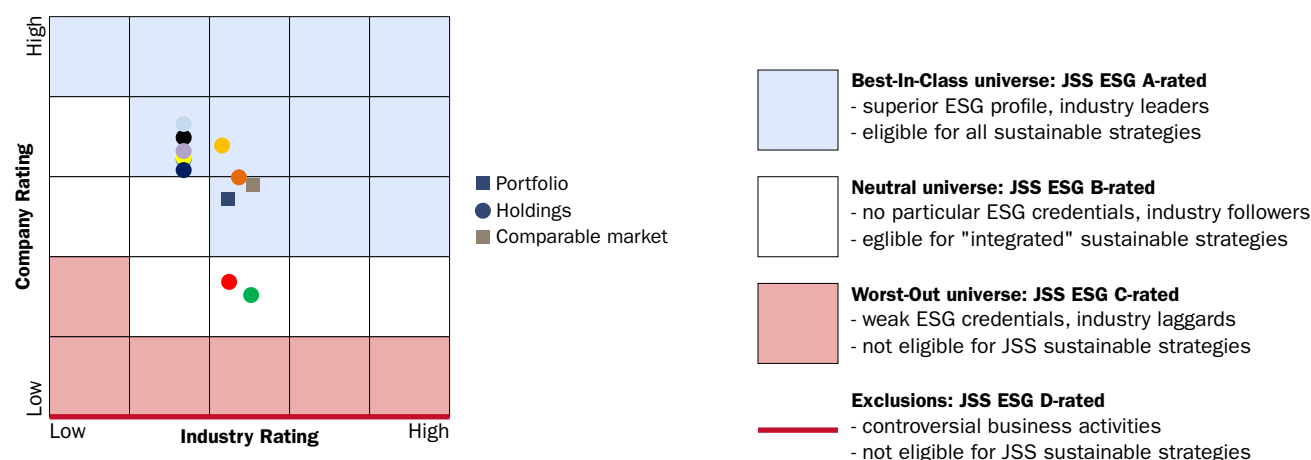 High
Company Rating
Low
Low
Industry Rating
High
Portfolio
Holdings
Comparable market
Best-In-Class universe: JSS ESG A-rated
- superior ESG profile, industry leaders
- eligible for all sustainable strategies
Neutral universe: JSS ESG B-rated
- no particular ESG credentials, industry followers
- eglible for "integrated" sustainable strategies
Worst-Out universe: JSS ESG C-rated
- weak ESG credentials, industry laggards
- not eligible for JSS sustainable strategies
Exclusions: JSS ESG D-rated
- controversial business activities
- not eligible for JSS sustainable strategies